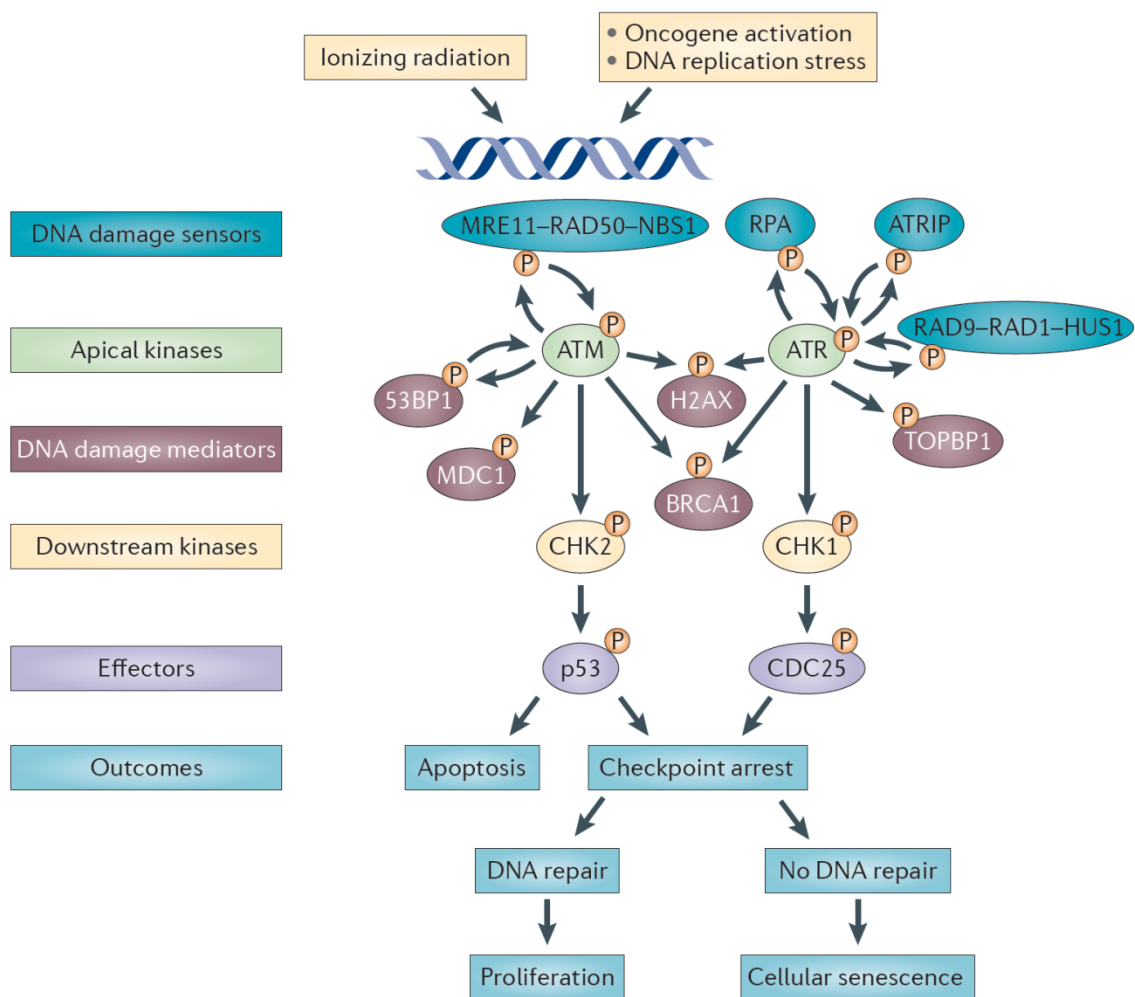 Ionizing radiation
• Oncogene activation
• DNA replication stress
DNA damage sensors
MRE11–RAD50–NBS1
RPA
ATRIP
P
P
P
RAD9–RAD1–HUS1
P
Apical kinases
ATM
P
ATR
P
53BP1
P
H2AX
P
DNA damage mediators
MDC1
P
BRCA1
P
TOPBP1
P
Downstream kinases
CHK2
P
CHK1
P
Effectors
p53
P
CDC25
P
Outcomes
Apoptosis
Checkpoint arrest
DNA repair
No DNA repair
Proliferation
Cellular senescence